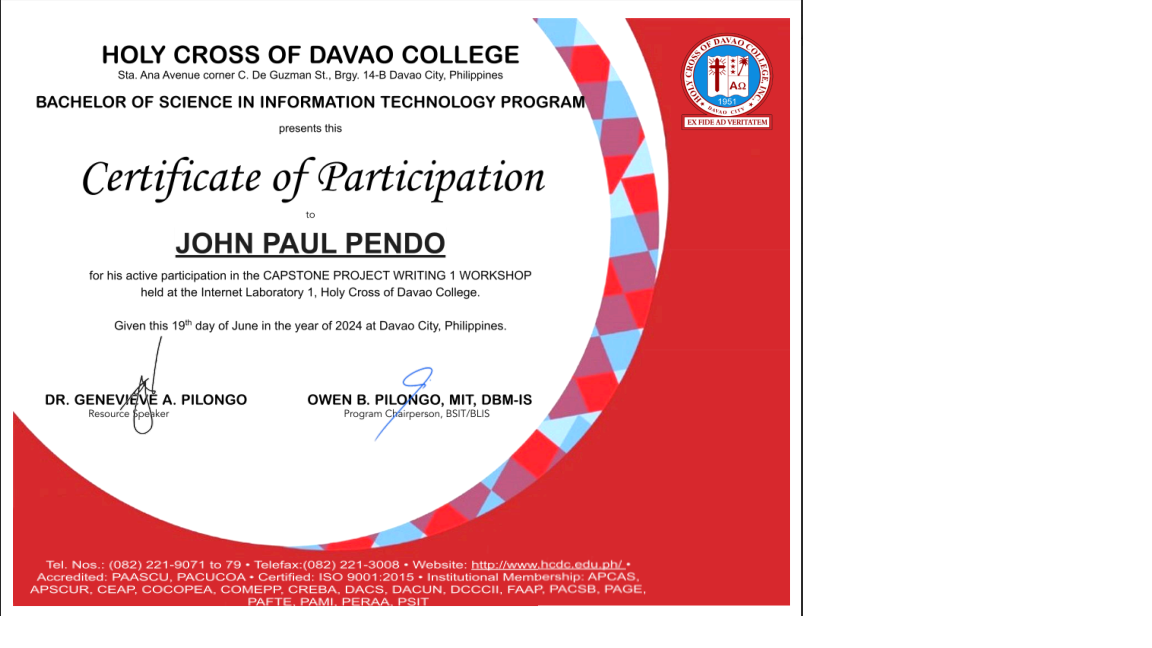 HOLY CROSS OF DAVAO COLLEGE
Sta. Ana Avenue corner C. De Guzman St., Brgy. 14-B Davao City, Philippines
BACHELOR OF SCIENCE IN INFORMATION TECHNOLOGY PROGRAM
presents this
Certificate of Participation
to
JOHN PAUL PENDO
for his active participation in the CAPSTONE PROJECT WRITING 1 WORKSHOP
held at the Internet Laboratory 1, Holy Cross of Davao College.
Given this 19th day of June in the year of 2024 at Davao City, Philippines.
DR. GENEVIEVE A. PILONGO
Resource Speaker
OWEN B. PILONGO, MIT, DBM-IS
Program Chairperson, BSIT/BLIS
HOLY CROSS OF DAVAO COLLEGE, INC.
ΑΩ
1951
DAVAO CITY
EX FIDE AD VERITATEM
Tel. Nos.: (082) 221-9071 to 79 • Telefax:(082) 221-3008 • Website: http://www.hcdc.edu.ph/ •
Accredited: PAASCU, PACUCOA • Certified: ISO 9001:2015 • Institutional Membership: APCAS,
APSCUR, CEAP, COCOPEA, COMEPP, CREBA, DACS, DACUN, DCCCII, FAAP, PACSB, PAGE,
PAFTE, PAMI, PERAA, PSIT